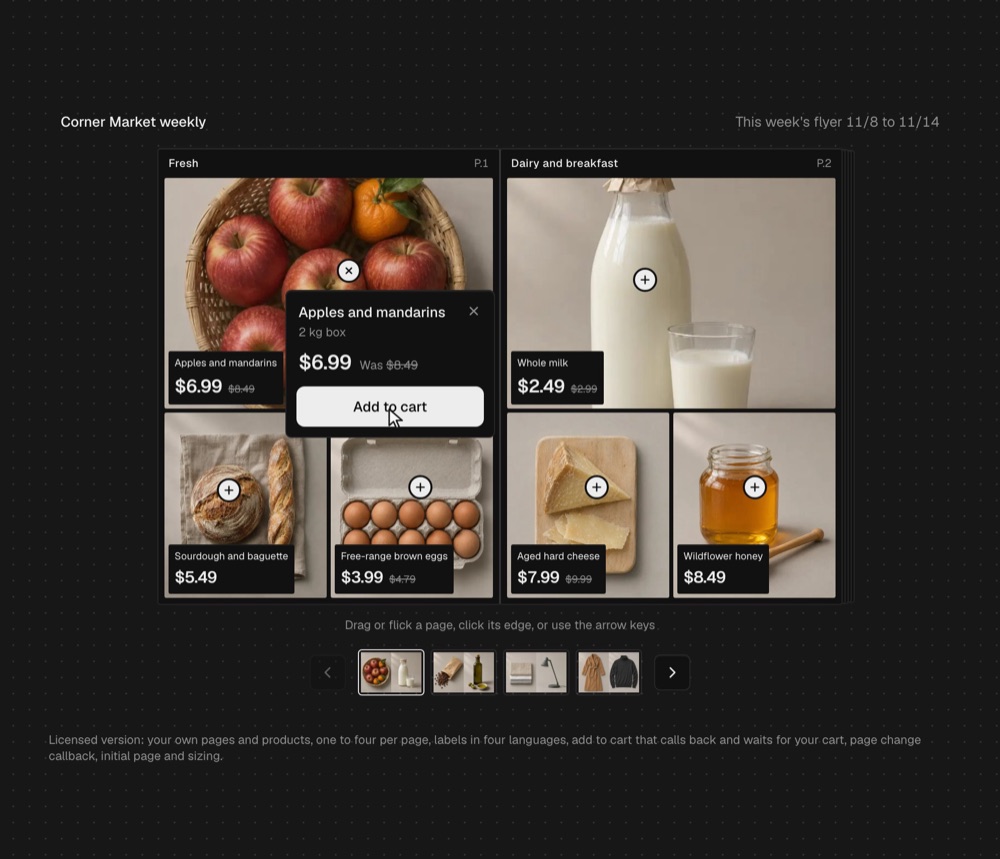 Corner Market weekly
This week's flyer 11/8 to 11/14
Fresh
P.1
Dairy and breakfast
P.2
Apples and mandarins
2 kg box
$6.99 Was $8.49
Add to cart
Apples and mandarins
$6.99 $8.49
Whole milk
$2.49 $2.99
Sourdough and baguette
$5.49
Free-range brown eggs
$3.99 $4.79
Aged hard cheese
$7.99 $9.99
Wildflower honey
$8.49
Drag or flick a page, click its edge, or use the arrow keys
Licensed version: your own pages and products, one to four per page, labels in four languages, add to cart that calls back and waits for your cart, page change
callback, initial page and sizing.